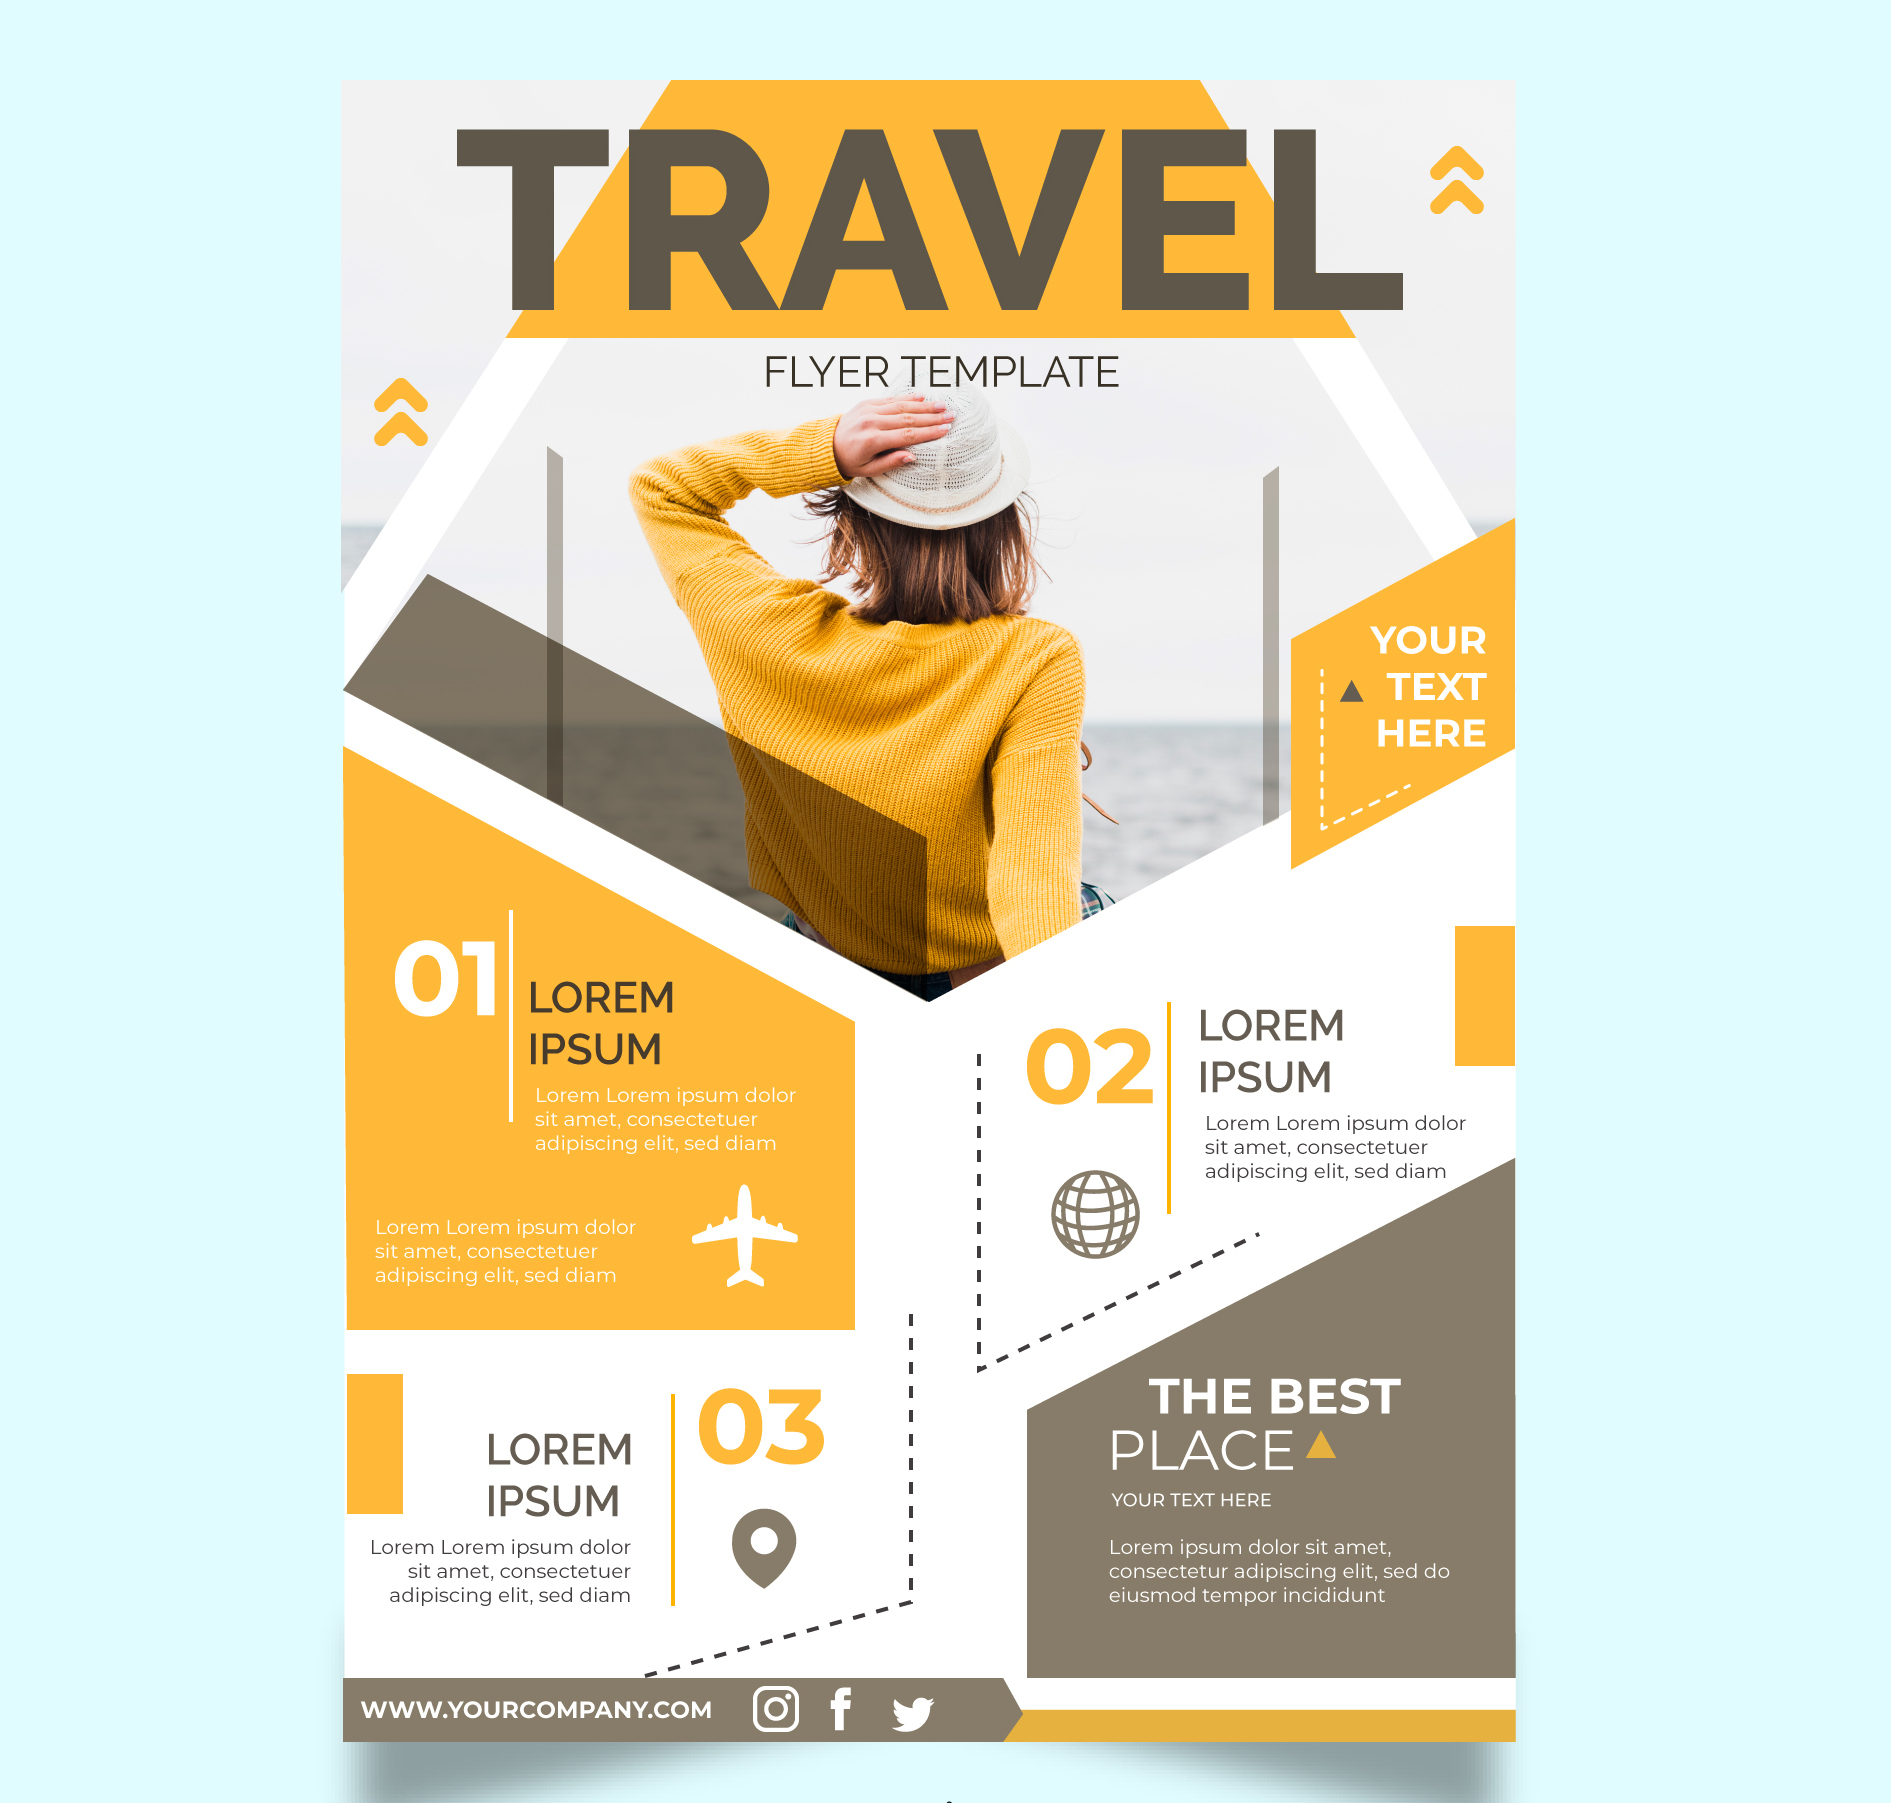 TRAVEL
FLYER TEMPLATE
YOUR
TEXT
HERE
01
LOREM
IPSUM
Lorem Lorem ipsum dolor
sit amet, consectetuer
adipiscing elit, sed diam
Lorem Lorem ipsum dolor
sit amet, consectetuer
adipiscing elit, sed diam
02
LOREM
IPSUM
Lorem Lorem ipsum dolor
sit amet, consectetuer
adipiscing elit, sed diam
03
LOREM
IPSUM
Lorem Lorem ipsum dolor
sit amet, consectetuer
adipiscing elit, sed diam
THE BEST
PLACE
YOUR TEXT HERE
Lorem ipsum dolor sit amet,
consectetur adipiscing elit, sed do
eiusmod tempor incididunt
WWW.YOURCOMPANY.COM